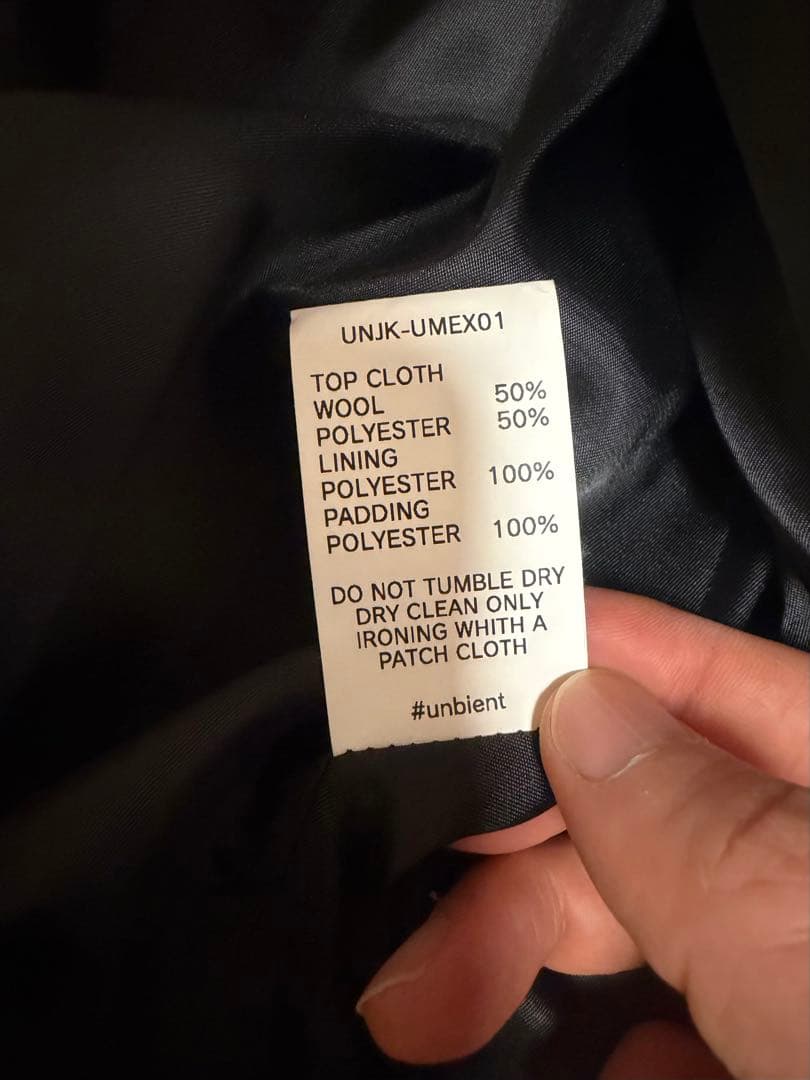 UNJK-UMEX01
TOP CLOTH
WOOL 50%
POLYESTER 50%
LINING
POLYESTER 100%
PADDING
POLYESTER 100%
DO NOT TUMBLE DRY
DRY CLEAN ONLY
IRONING WHITH A
PATCH CLOTH
#unbient